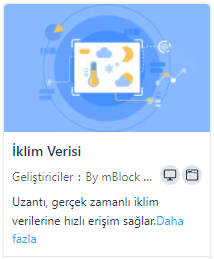 İklim Verisi
Geliştiriciler : By mBlock ...
Uzantı, gerçek zamanlı iklim
verilerine hızlı erişim sağlar.Daha
fazla